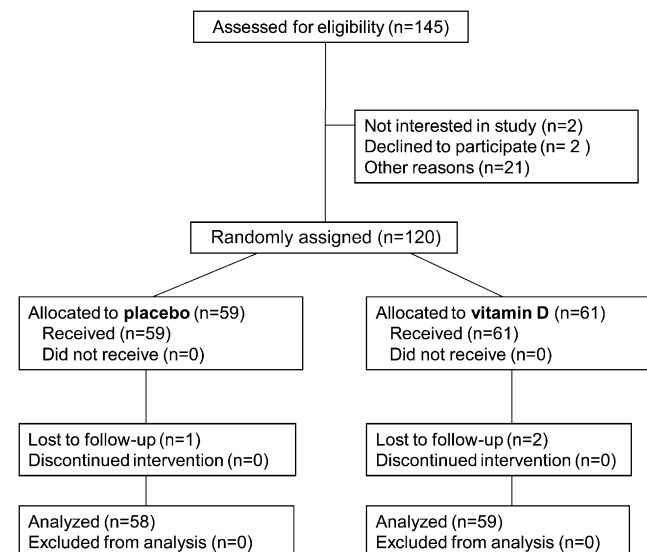 Assessed for eligibility (n=145)
Not interested in study (n=2)
Declined to participate (n= 2 )
Other reasons (n=21)
Randomly assigned (n=120)
Allocated to placebo (n=59)
Received (n=59)
Did not receive (n=0)
Allocated to vitamin D (n=61)
Received (n=61)
Did not receive (n=0)
Lost to follow-up (n=1)
Discontinued intervention (n=0)
Lost to follow-up (n=2)
Discontinued intervention (n=0)
Analyzed (n=58)
Excluded from analysis (n=0)
Analyzed (n=59)
Excluded from analysis (n=0)